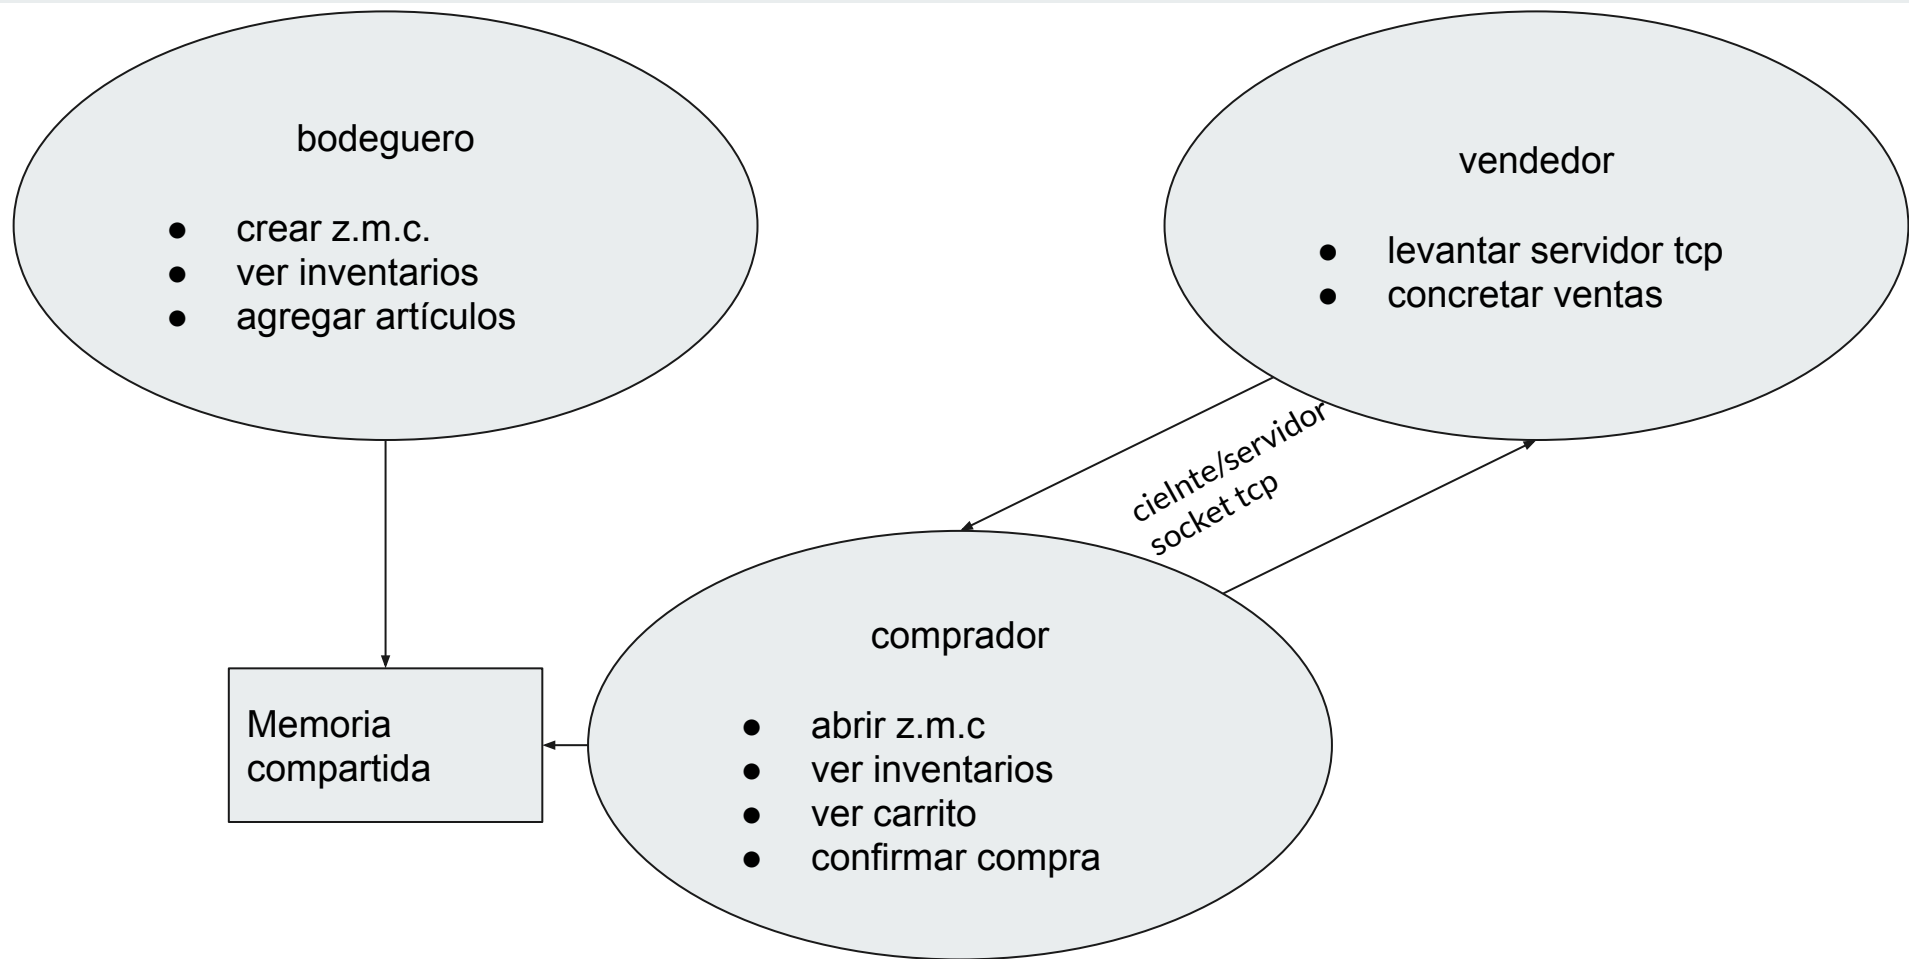 bodeguero
● crear z.m.c.
● ver inventarios
● agregar artículos
vendedor
● levantar servidor tcp
● concretar ventas
cielnte/servidor
socket tcp
comprador
● abrir z.m.c
● ver inventarios
● ver carrito
● confirmar compra
Memoria
compartida